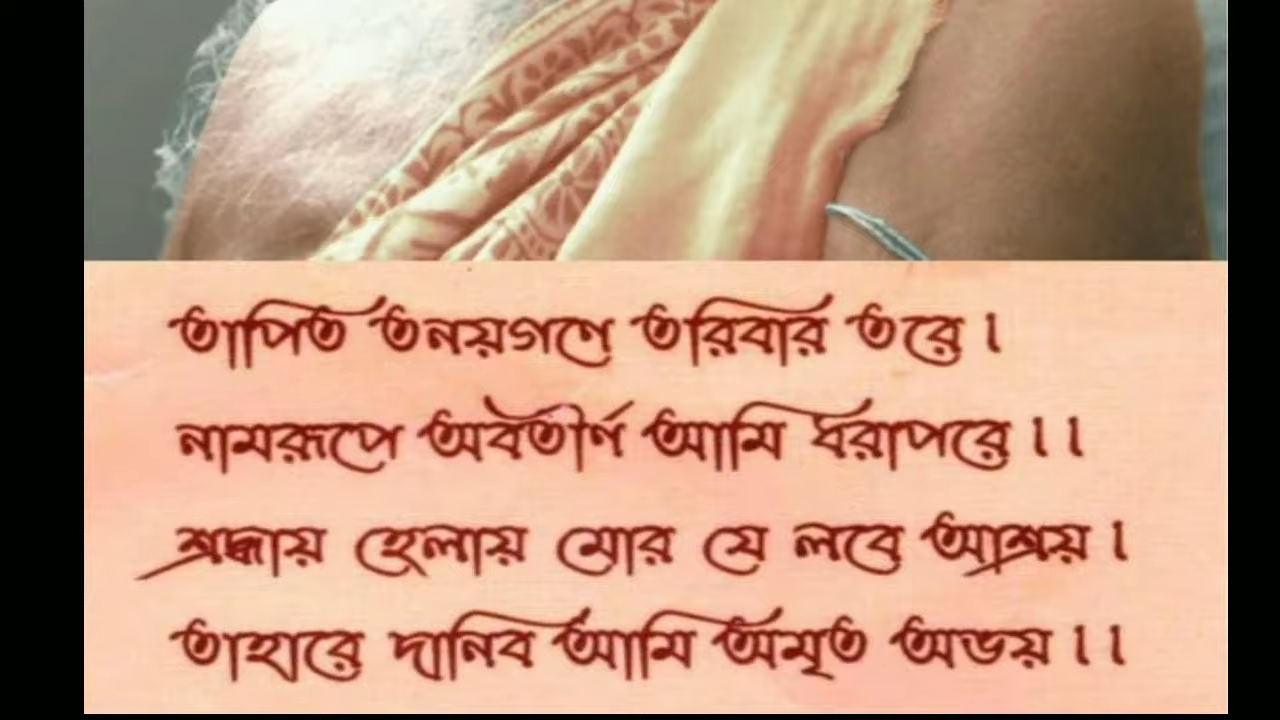 তাপিত তনয়গণে তরিবার তরে ।
নামরূপে অবতীর্ণ আমি ধরাপরে ।।
শ্রদ্ধায় হেলায় মোর যে লবে আশ্রয় ।
তাহারে দানিব আমি অমৃত অভয় ।।